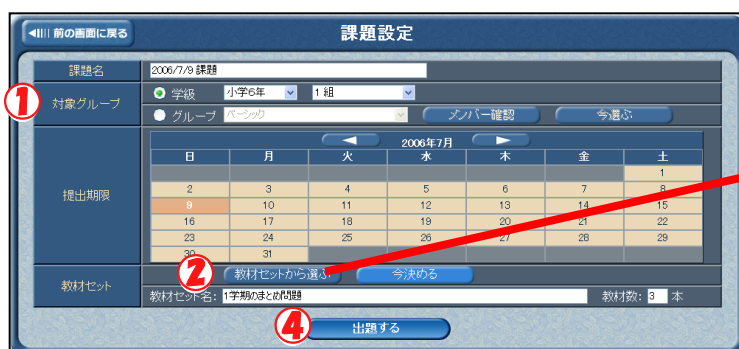 前の画面に戻る
課題設定
課題名 2006/7/9 課題
① 対象グループ
学級 小学6年 1 組
グループ ベーシック メンバー確認 今選ぶ
提出期限
2006年7月
日 月 火 水 木 金 土
1
2 3 4 5 6 7 8
9 10 11 12 13 14 15
16 17 18 19 20 21 22
23 24 25 26 27 28 29
30 31
教材セット
② 教材セットから選ぶ 今決める
教材セット名: 1学期のまとめ問題 教材数: 3 本
④ 出題する